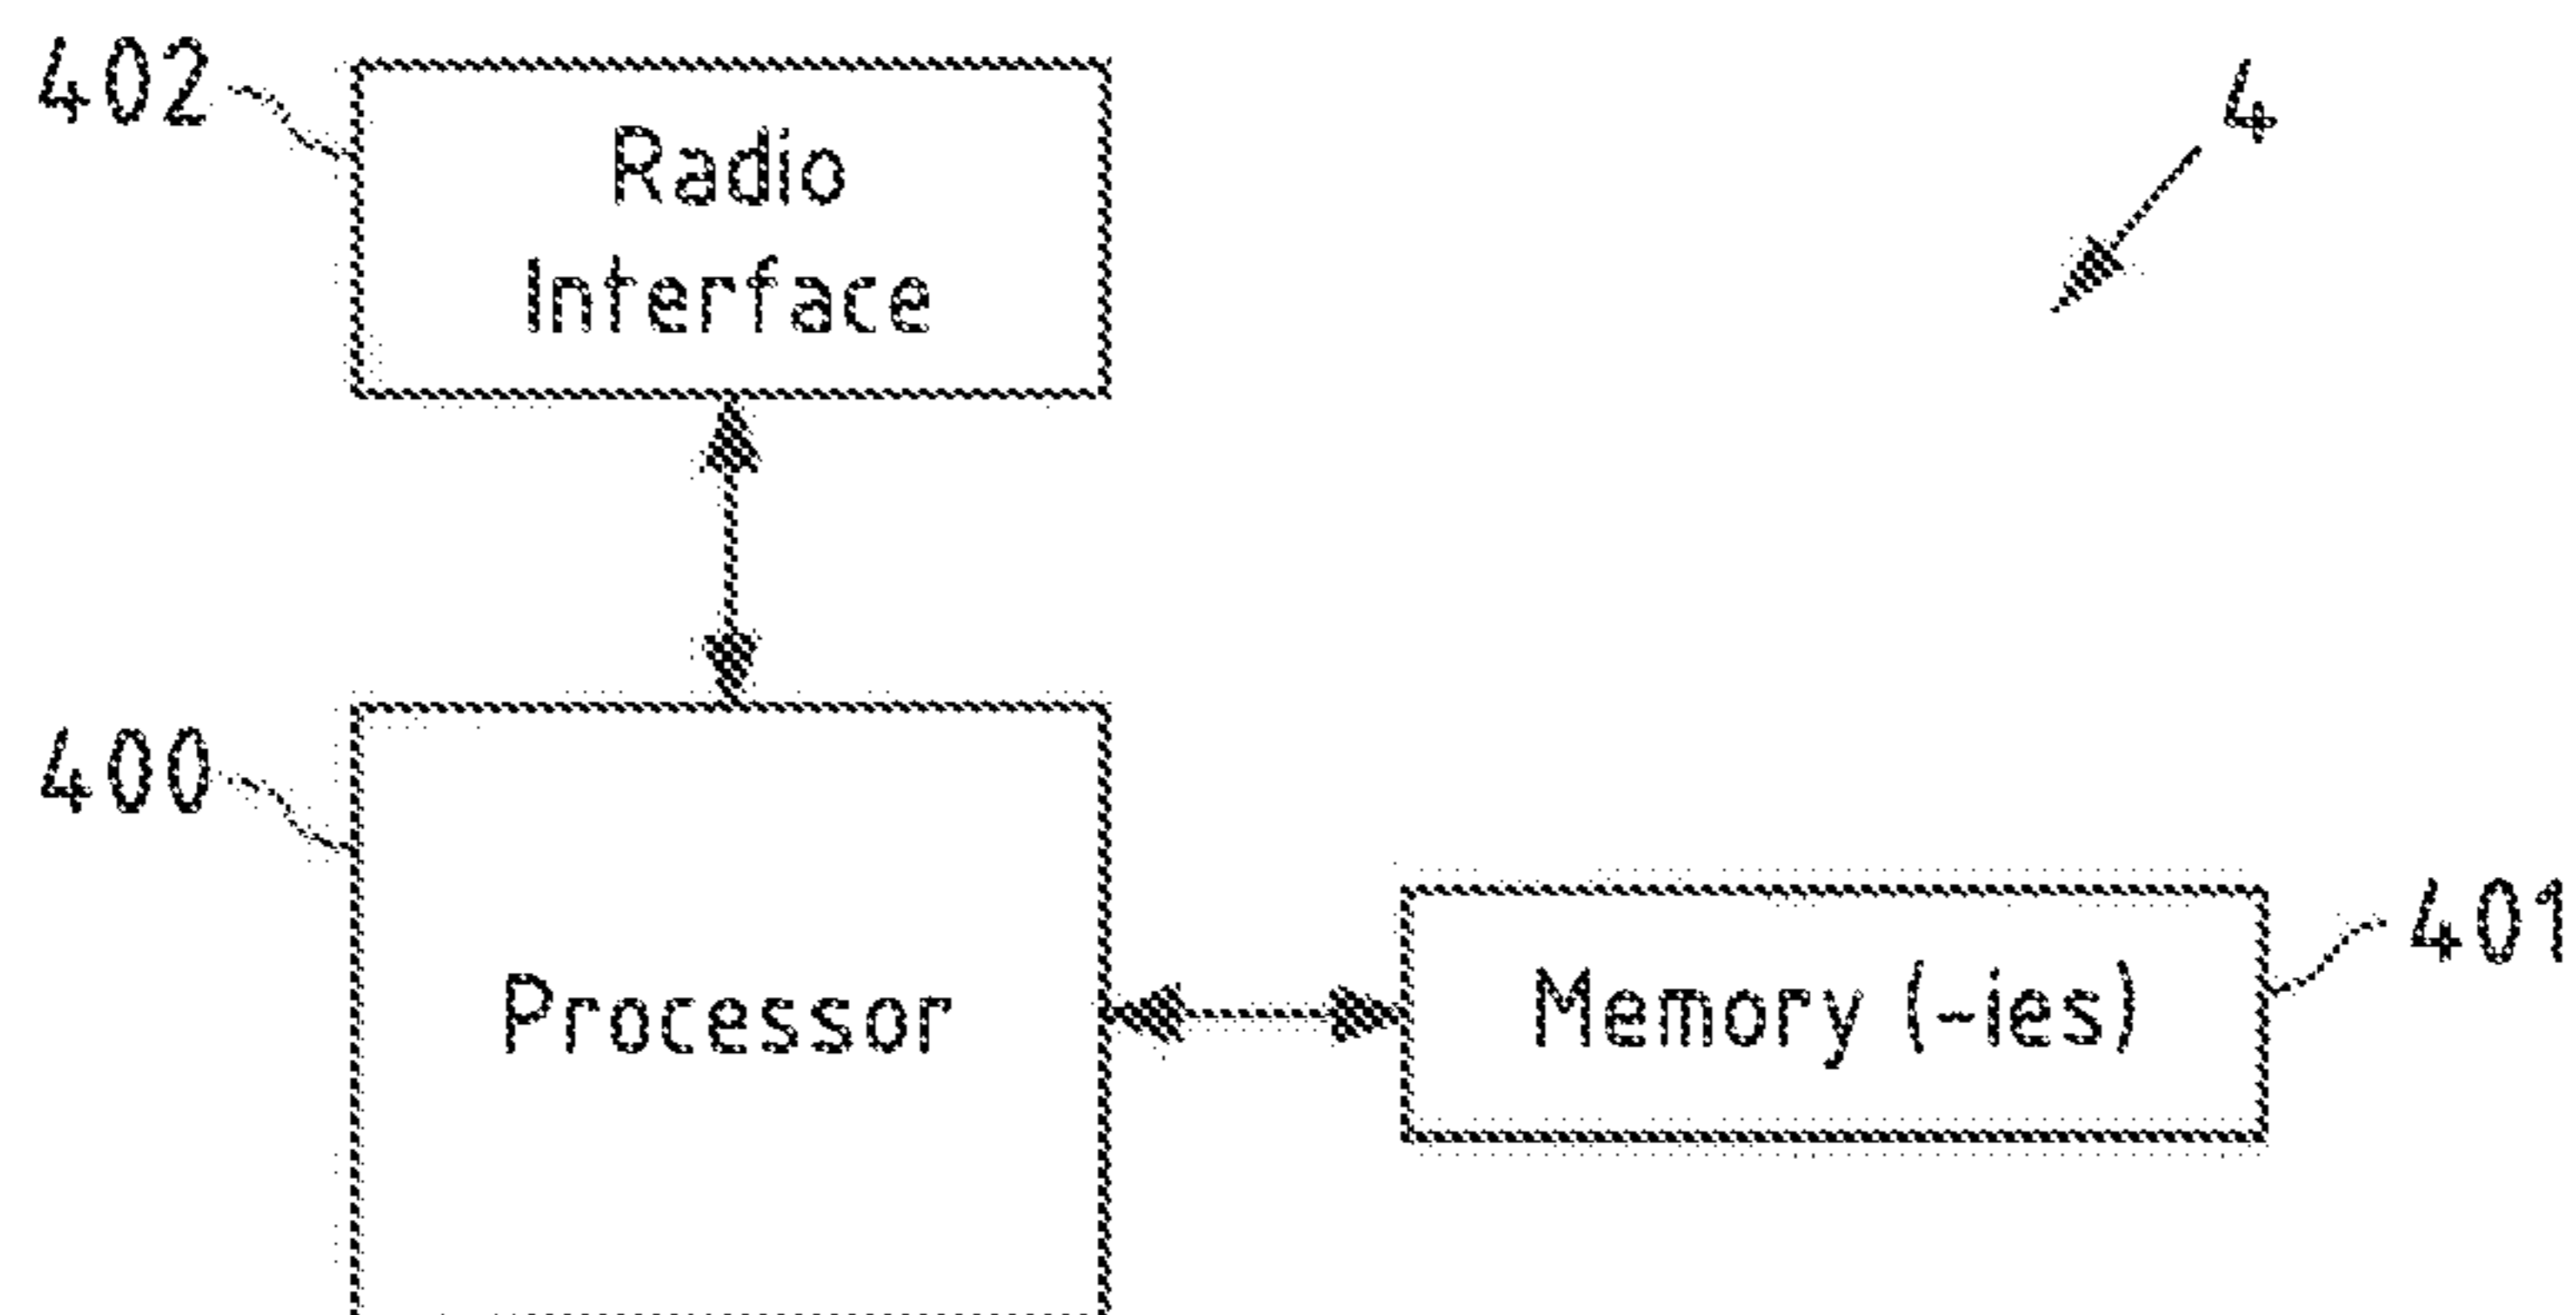 402
Radio
Interface
4
400
Processor
Memory (-ies)
401